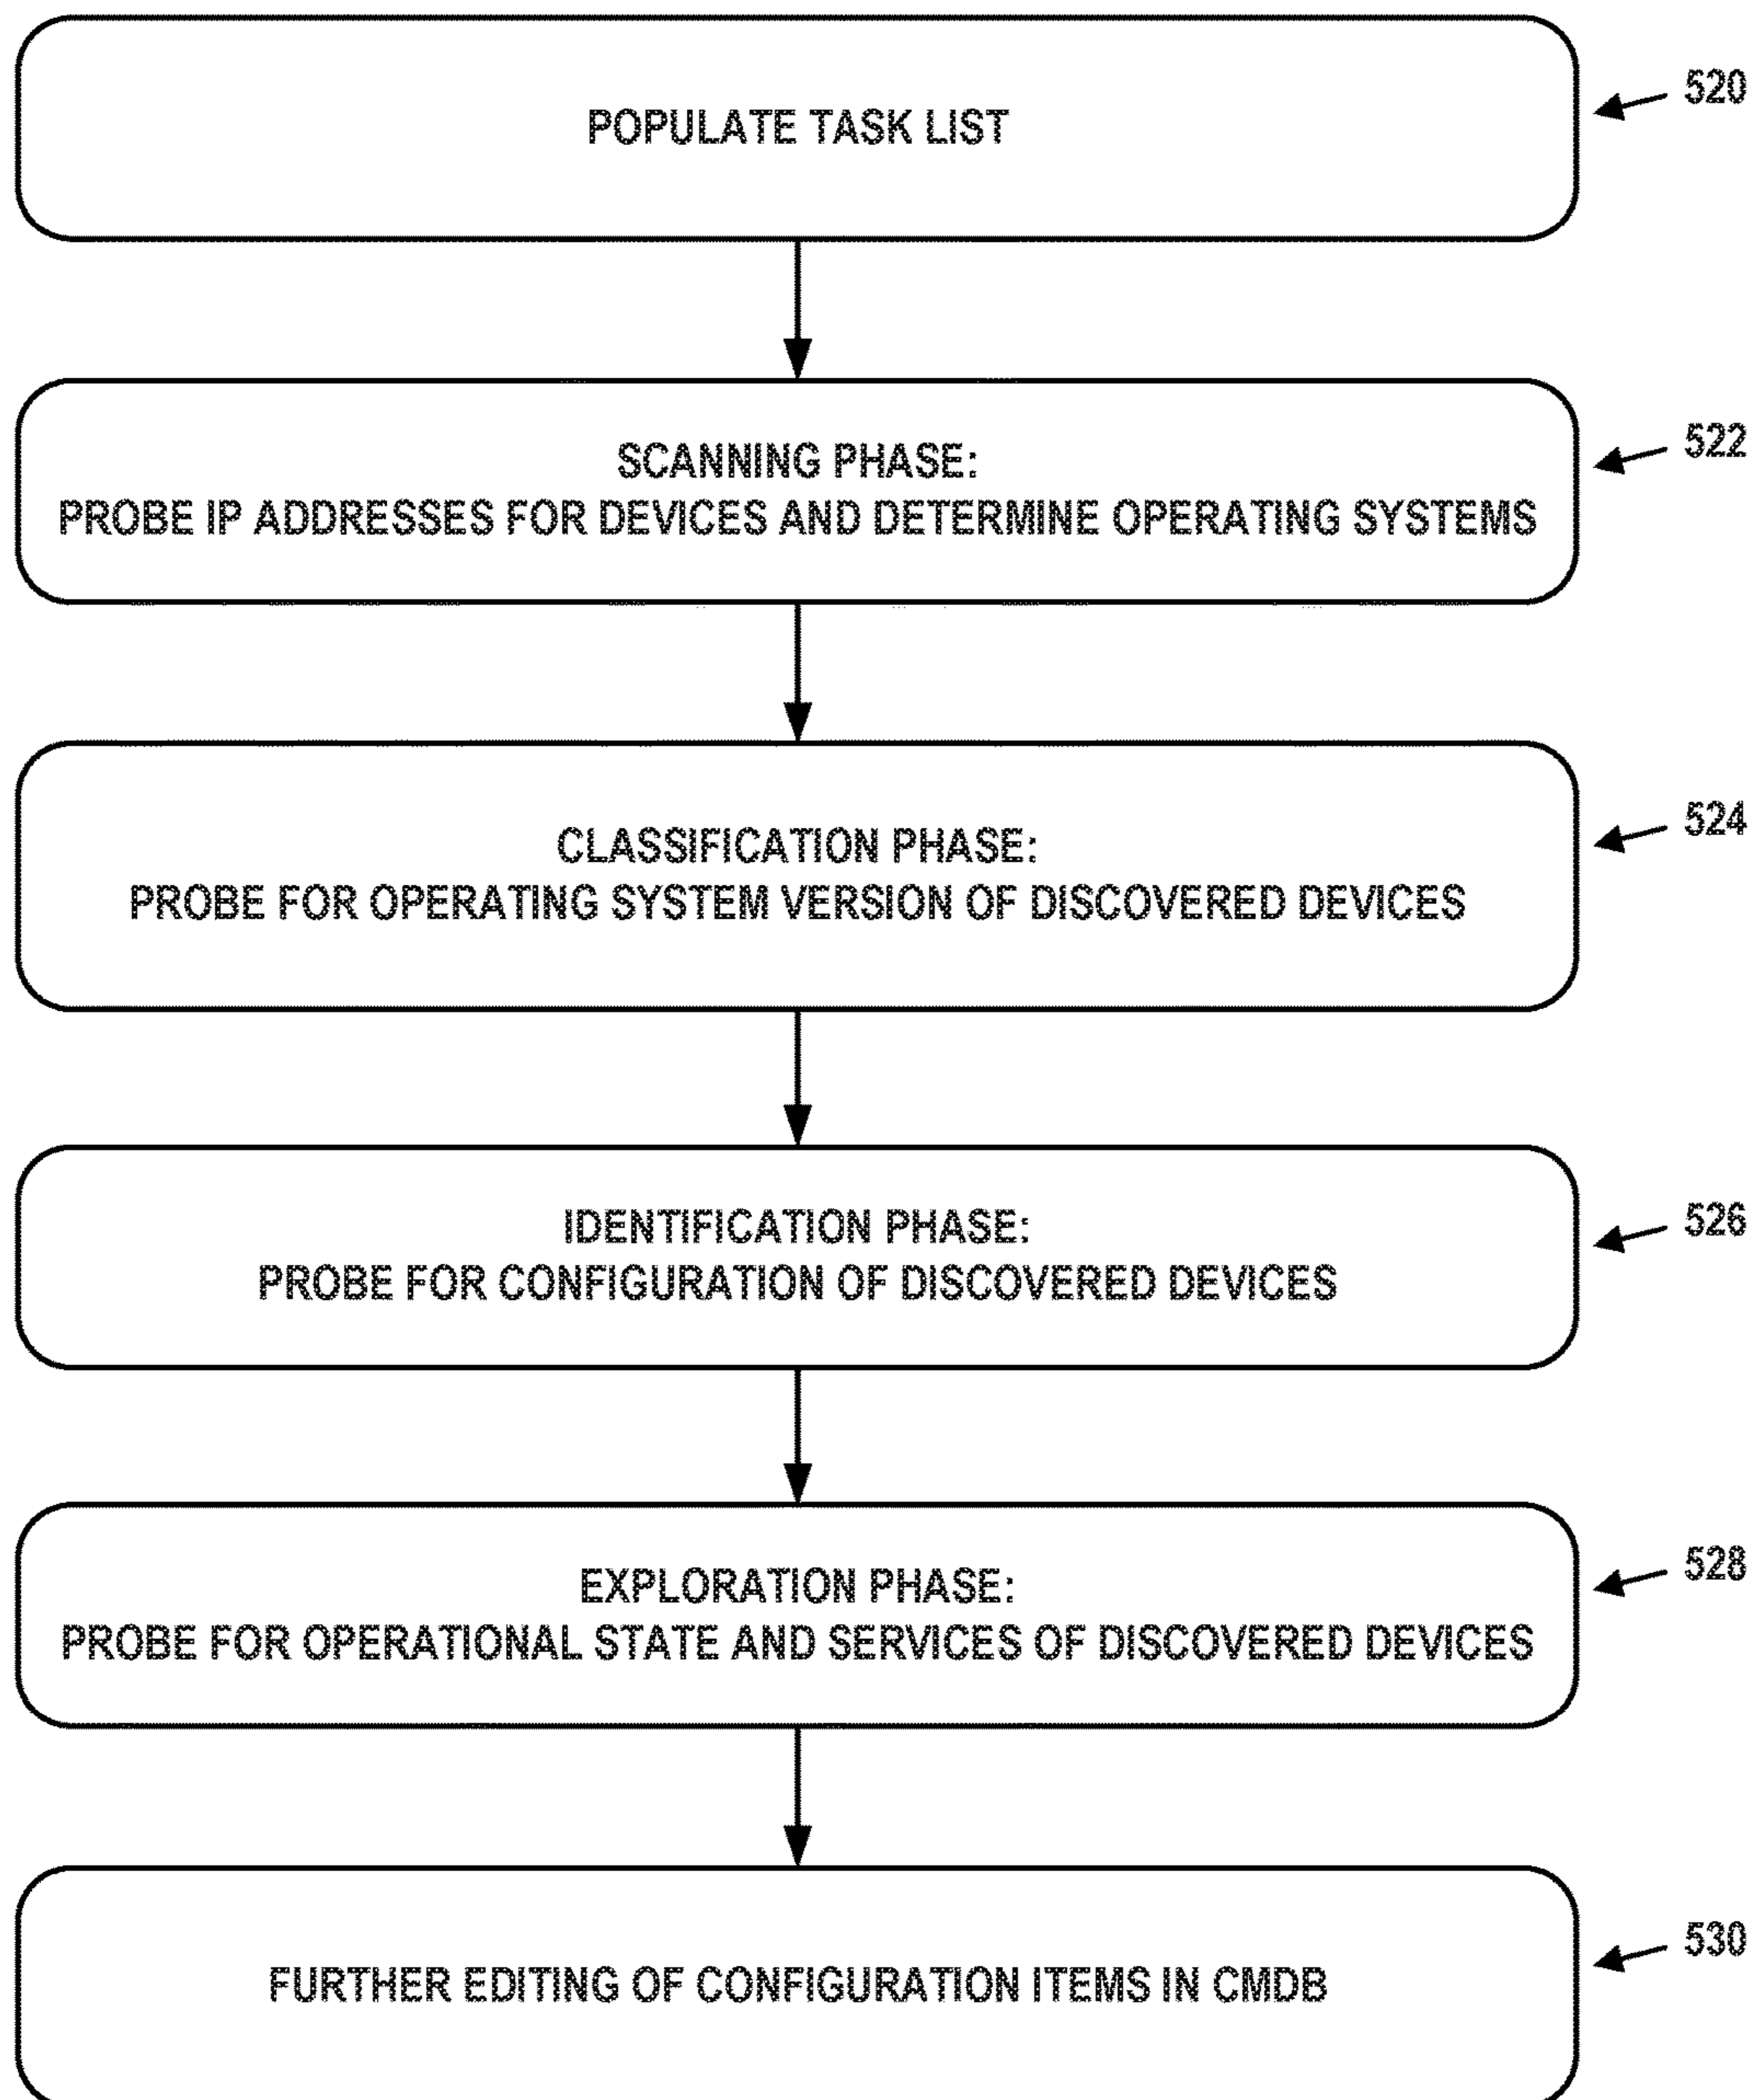 POPULATE TASK LIST
520
SCANNING PHASE:
PROBE IP ADDRESSES FOR DEVICES AND DETERMINE OPERATING SYSTEMS
522
CLASSIFICATION PHASE:
PROBE FOR OPERATING SYSTEM VERSION OF DISCOVERED DEVICES
524
IDENTIFICATION PHASE:
PROBE FOR CONFIGURATION OF DISCOVERED DEVICES
526
EXPLORATION PHASE:
PROBE FOR OPERATIONAL STATE AND SERVICES OF DISCOVERED DEVICES
528
FURTHER EDITING OF CONFIGURATION ITEMS IN CMDB
530